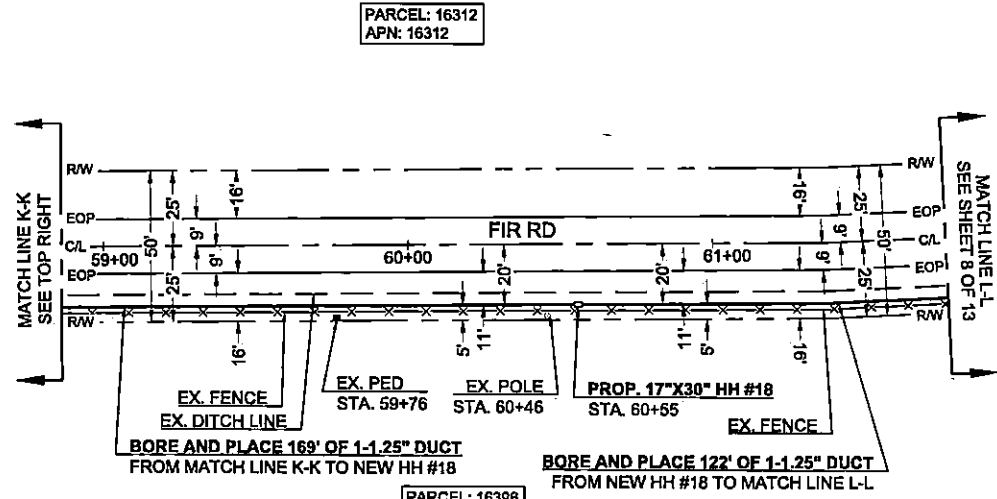 PARCEL: 16312
APN: 16312
MATCH LINE K-K
SEE TOP RIGHT
MATCH LINE L-L
SEE SHEET 8 OF 13
R/W
R/W
EOP
EOP
C/L
C/L
EOP
EOP
R/W
R/W
50'
25'
25'
9'
9'
16'
16'
FIR RD
59+00
60+00
61+00
20'
20'
5'
11'
11'
5'
16'
16'
9'
9'
25'
25'
50'
EX. FENCE
EX. DITCH LINE
EX. PED
STA. 59+76
EX. POLE
STA. 60+46
PROP. 17"X30" HH #18
STA. 60+55
EX. FENCE
BORE AND PLACE 169' OF 1-1.25" DUCT
FROM MATCH LINE K-K TO NEW HH #18
BORE AND PLACE 122' OF 1-1.25" DUCT
FROM NEW HH #18 TO MATCH LINE L-L
PARCEL: 16398